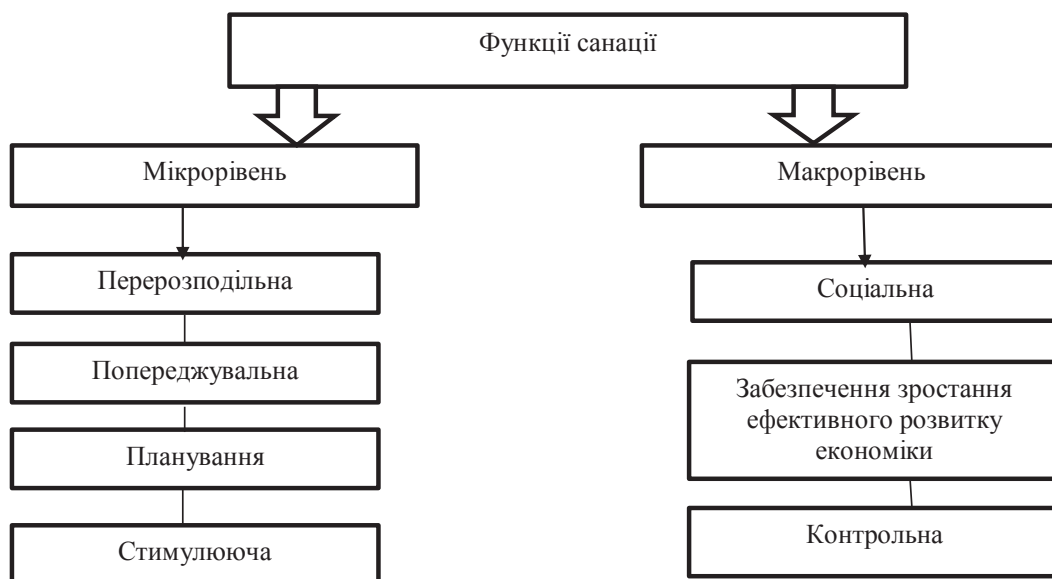 Функції санації
Мікрорівень
Макрорівень
Перерозподільна
Соціальна
Попереджувальна
Забезпечення зростання
ефективного розвитку
економіки
Планування
Стимулююча
Контрольна